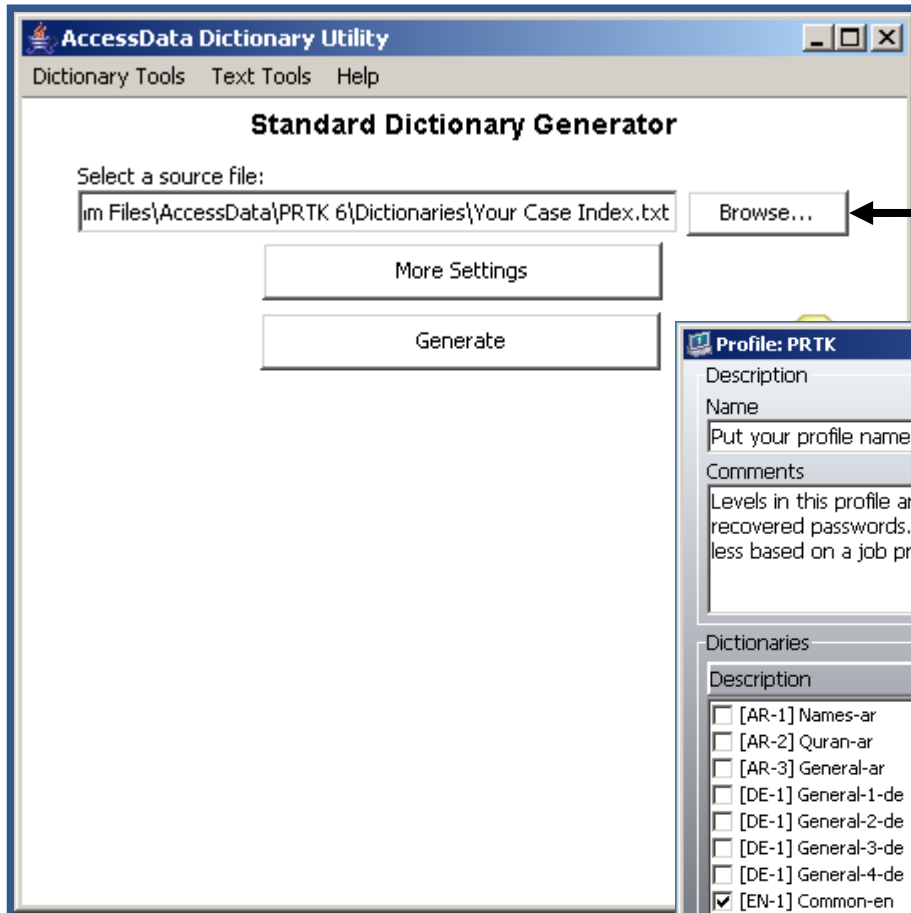 AccessData Dictionary Utility
Dictionary Tools Text Tools Help
Standard Dictionary Generator
Select a source file:
Files\AccessData\PRTK 6\Dictionaries\Your Case Index.txt Browse...
More Settings
Generate
Profile: PRTK
Description
Name
Put your profile name
Comments
Levels in this profile
recovered passwords.
less based on a job
Dictionaries
Description
[AR-1] Names-ar
[AR-2] Quran-ar
[AR-3] General-ar
[DE-1] General-1-de
[DE-1] General-2-de
[DE-1] General-3-de
[DE-1] General-4-de
[EN-1] Common-en